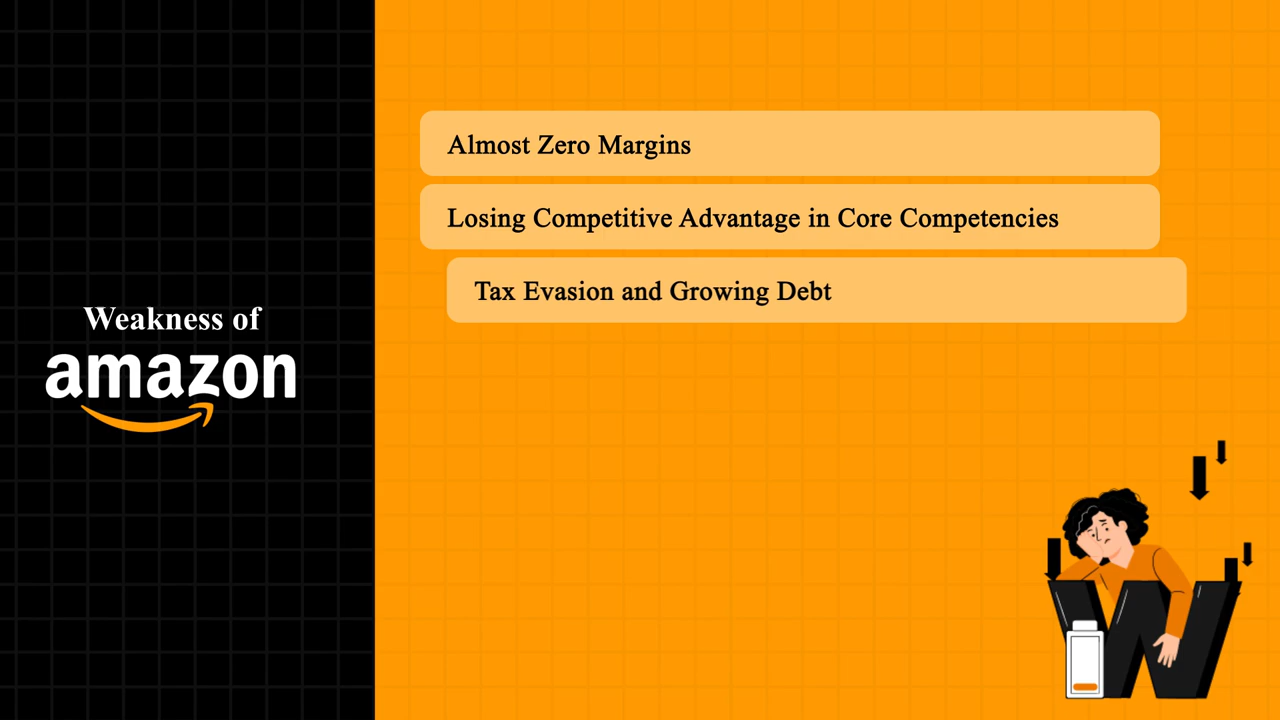 Weakness of
amazon
Almost Zero Margins
Losing Competitive Advantage in Core Competencies
Tax Evasion and Growing Debt
W